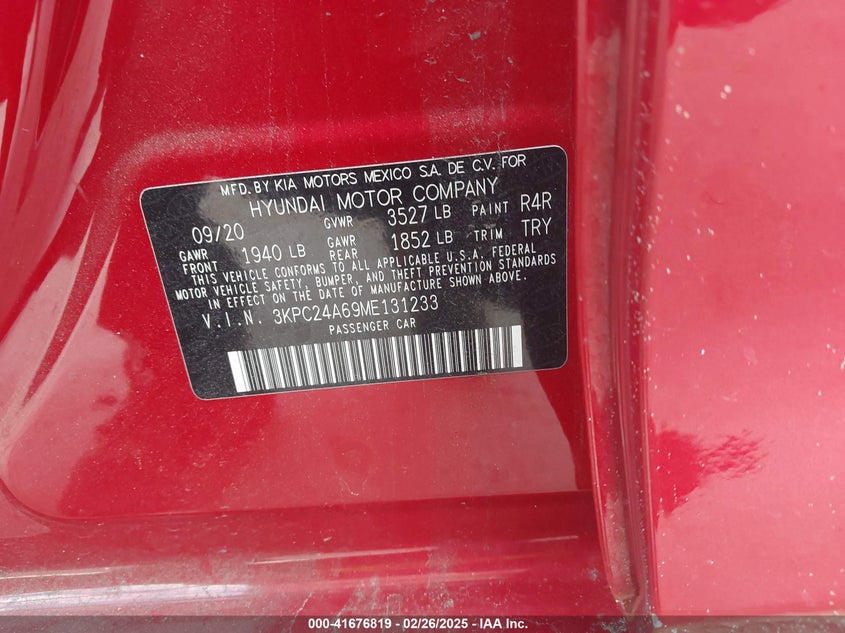 MFD. BY KIA MOTORS MEXICO S.A. DE C.V. FOR
HYUNDAI MOTOR COMPANY
09/20 GVWR 3527 LB PAINT R4R
GAWR FRONT 1940 LB GAWR REAR 1852 LB TRIM TRY
THIS VEHICLE CONFORMS TO ALL APPLICABLE U.S.A. FEDERAL
MOTOR VEHICLE SAFETY, BUMPER, AND THEFT PREVENTION STANDARDS
IN EFFECT ON THE DATE OF MANUFACTURE SHOWN ABOVE.
V.I.N. 3KPC24A69ME131233
PASSENGER CAR
000-41676819 - 02/26/2025 - IAA Inc.